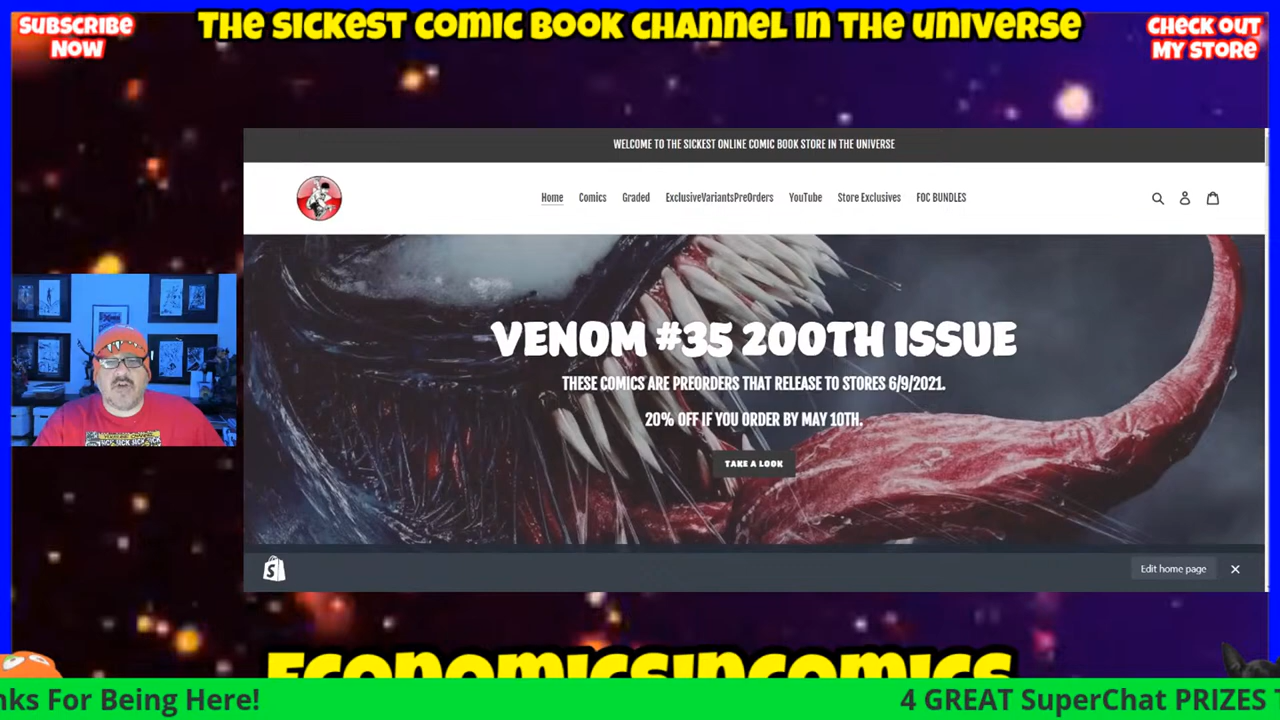 SUBSCRIBE
NOW
THE SICKEST COMIC BOOK CHANNEL IN THE UNIVERSE
CHECK OUT
MY STORE
WELCOME TO THE SICKEST ONLINE COMIC BOOK STORE IN THE UNIVERSE
Home Comics Graded ExclusiveVariantsPreOrders YouTube Store Exclusives FOC BUNDLES
VENOM #35 200TH ISSUE
THESE COMICS ARE PREORDERS THAT RELEASE TO STORES 6/9/2021.
20% OFF IF YOU ORDER BY MAY 10TH.
TAKE A LOOK
Edit home page
ECONOMICSINCOMICS
nks For Being Here!
4 GREAT SuperChat PRIZES